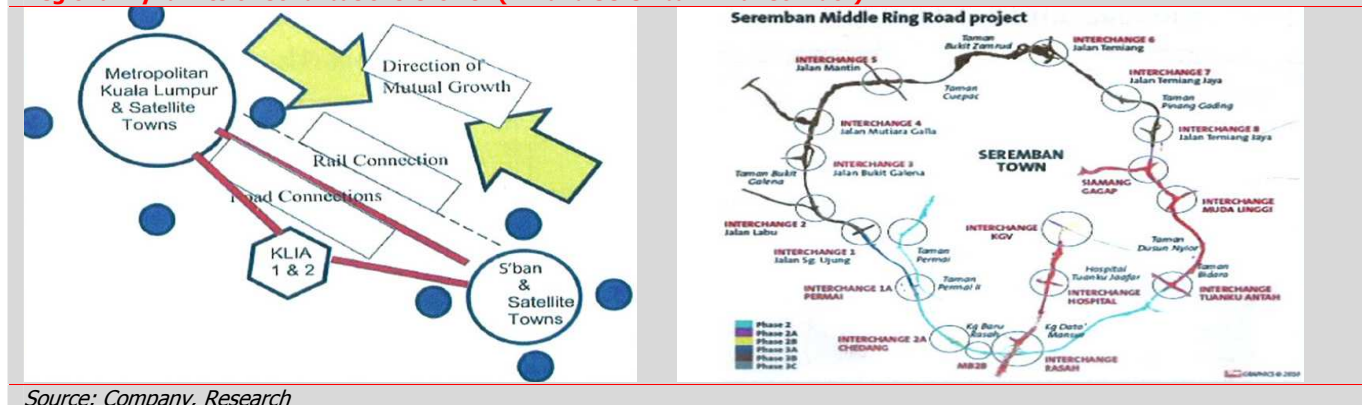 Metropolitan
Kuala Lumpur
& Satellite
Towns
Direction of
Mutual Growth
Rail Connection
Road Connections
KLIA
1 & 2
S'ban
&
Satellite
Towns
Seremban Middle Ring Road project
Taman
Bukit Zamrud
INTERCHANGE 6
Jalan Temiang
INTERCHANGE 5
Jalan Mantin
Taman
Cuepac
INTERCHANGE 7
Jalan Temiang Jaya
Taman
Pinang Gading
INTERCHANGE 4
Jalan Mutiara Galla
INTERCHANGE 8
Jalan Temiang Jaya
SEREMBAN
TOWN
INTERCHANGE 3
Jalan Bukit Galena
Taman Bukit
Galena
SIAMANG
GAGAP
INTERCHANGE
MUDA LINGGI
INTERCHANGE 2
Jalan Labu
INTERCHANGE
KGV
Taman
Dusun Nyior
INTERCHANGE 1
Jalan Sg. Ujung
Taman
Permai
Hospital
Tuanku Jaafar
Taman
Bidara
INTERCHANGE 1A
PERMAI
Taman
Permai II
INTERCHANGE
HOSPITAL
INTERCHANGE
TUANKU ANTAH
Kg Baru
Rasah
Kg Dato'
Mansur
INTERCHANGE 2A
CHEDANG
MB2B
INTERCHANGE
RASAH
Phase 2
Phase 2A
Phase 2B
Phase 3A
Phase 3B
Phase 3C
GRAPHICS © 2010
Source: Company, Research